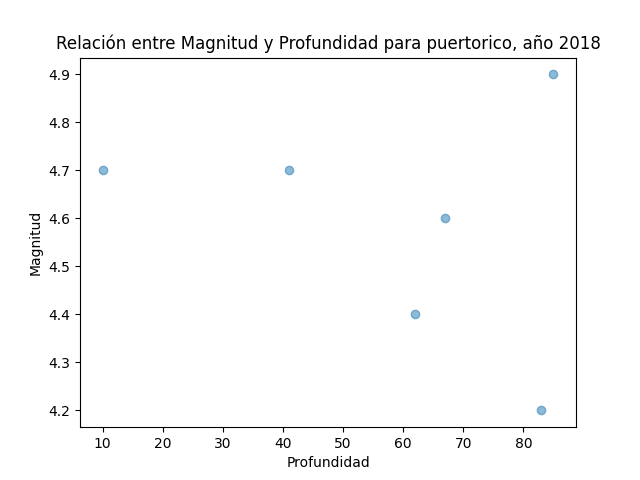 Relación entre Magnitud y Profundidad para puertorico, año 2018
4.9
4.8
4.7
4.6
4.5
4.4
4.3
4.2
Magnitud
10 20 30 40 50 60 70 80
Profundidad